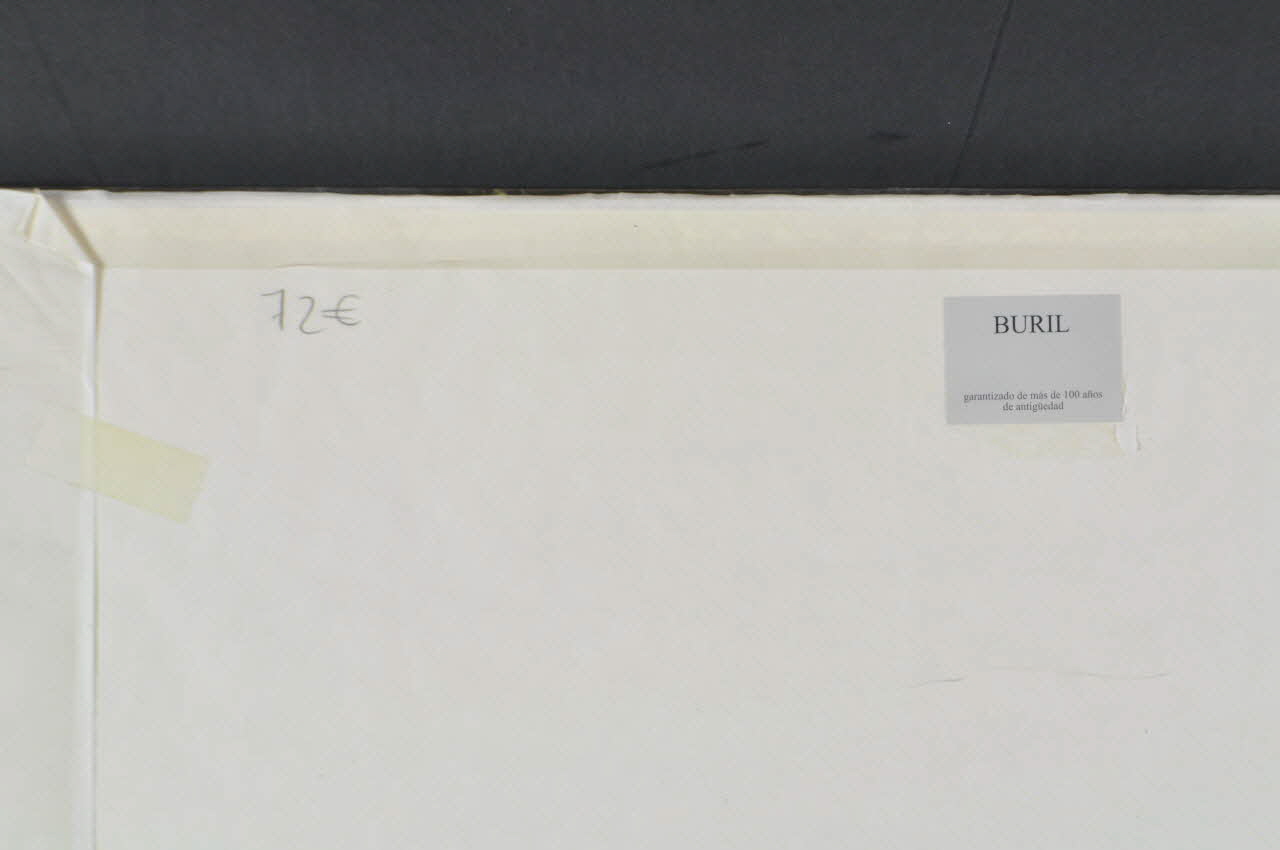 72€
BURIL
garantizado de más de 100 años
de antigüedad